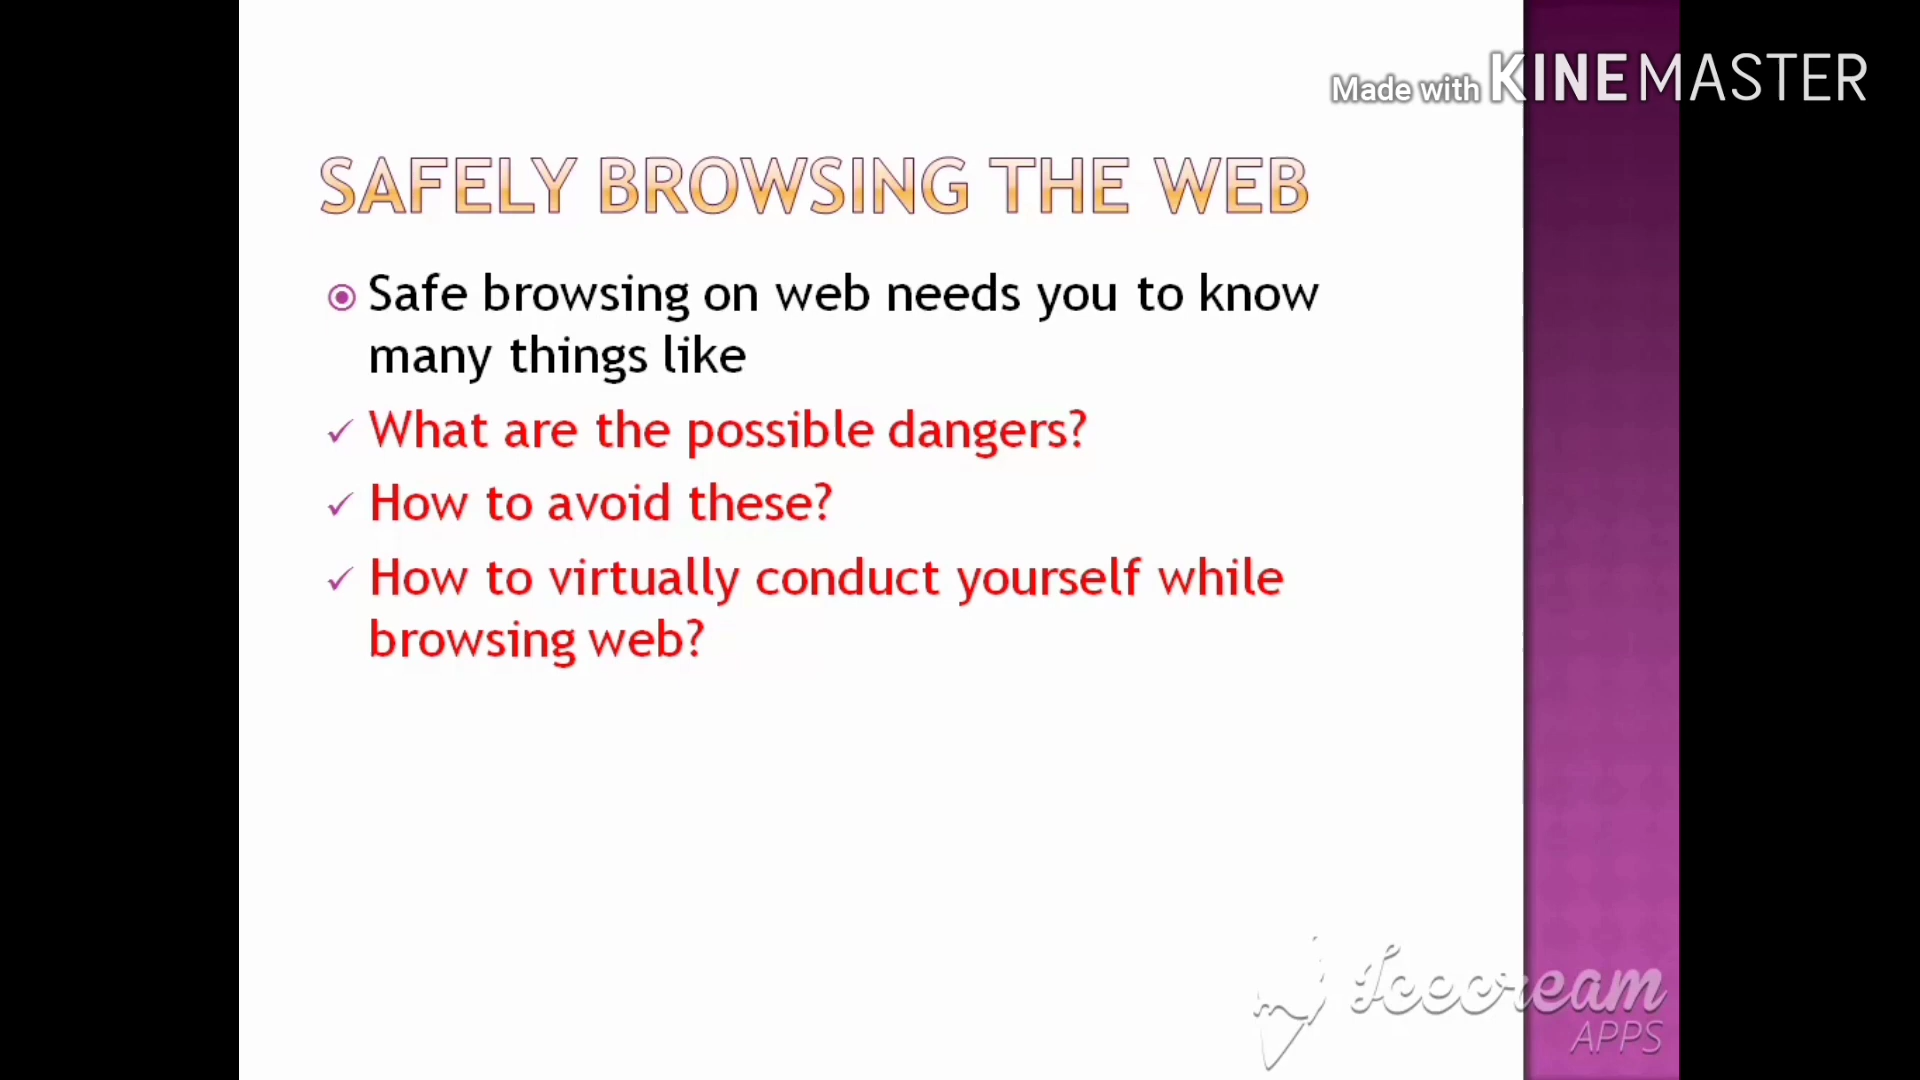 Made with KINEMASTER
SAFELY BROWSING THE WEB
Safe browsing on web needs you to know
many things like
What are the possible dangers?
How to avoid these?
How to virtually conduct yourself while
browsing web?
Icecream
APPS